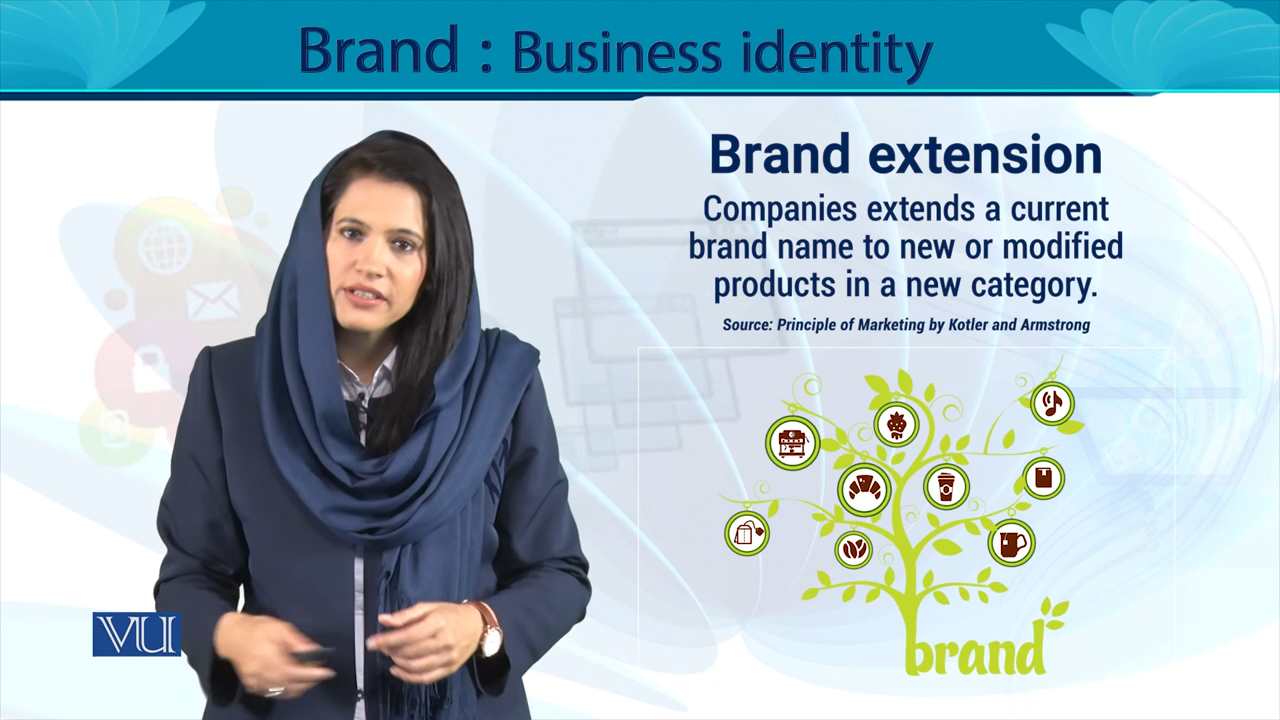 Brand : Business identity
Brand extension
Companies extends a current
brand name to new or modified
products in a new category.
Source: Principle of Marketing by Kotler and Armstrong
brand
VU